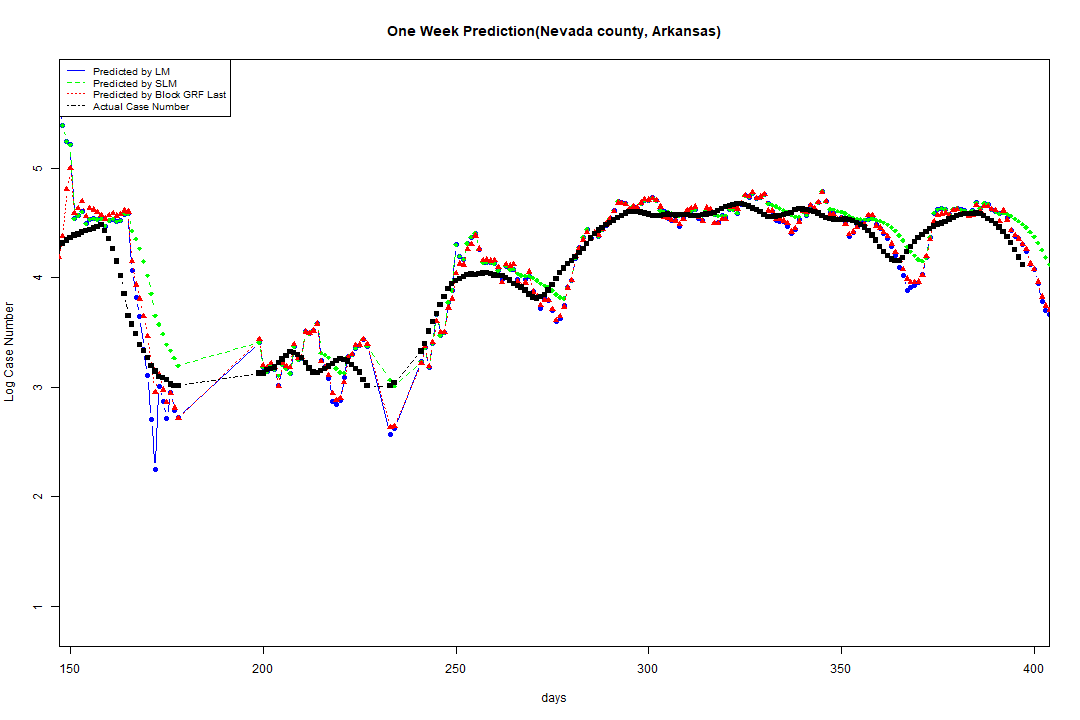 One Week Prediction(Nevada county, Arkansas)
Predicted by LM
Predicted by SLM
Predicted by Block GRF Last
Actual Case Number
5
4
3
2
1
Log Case Number
150 200 250 300 350 400
days